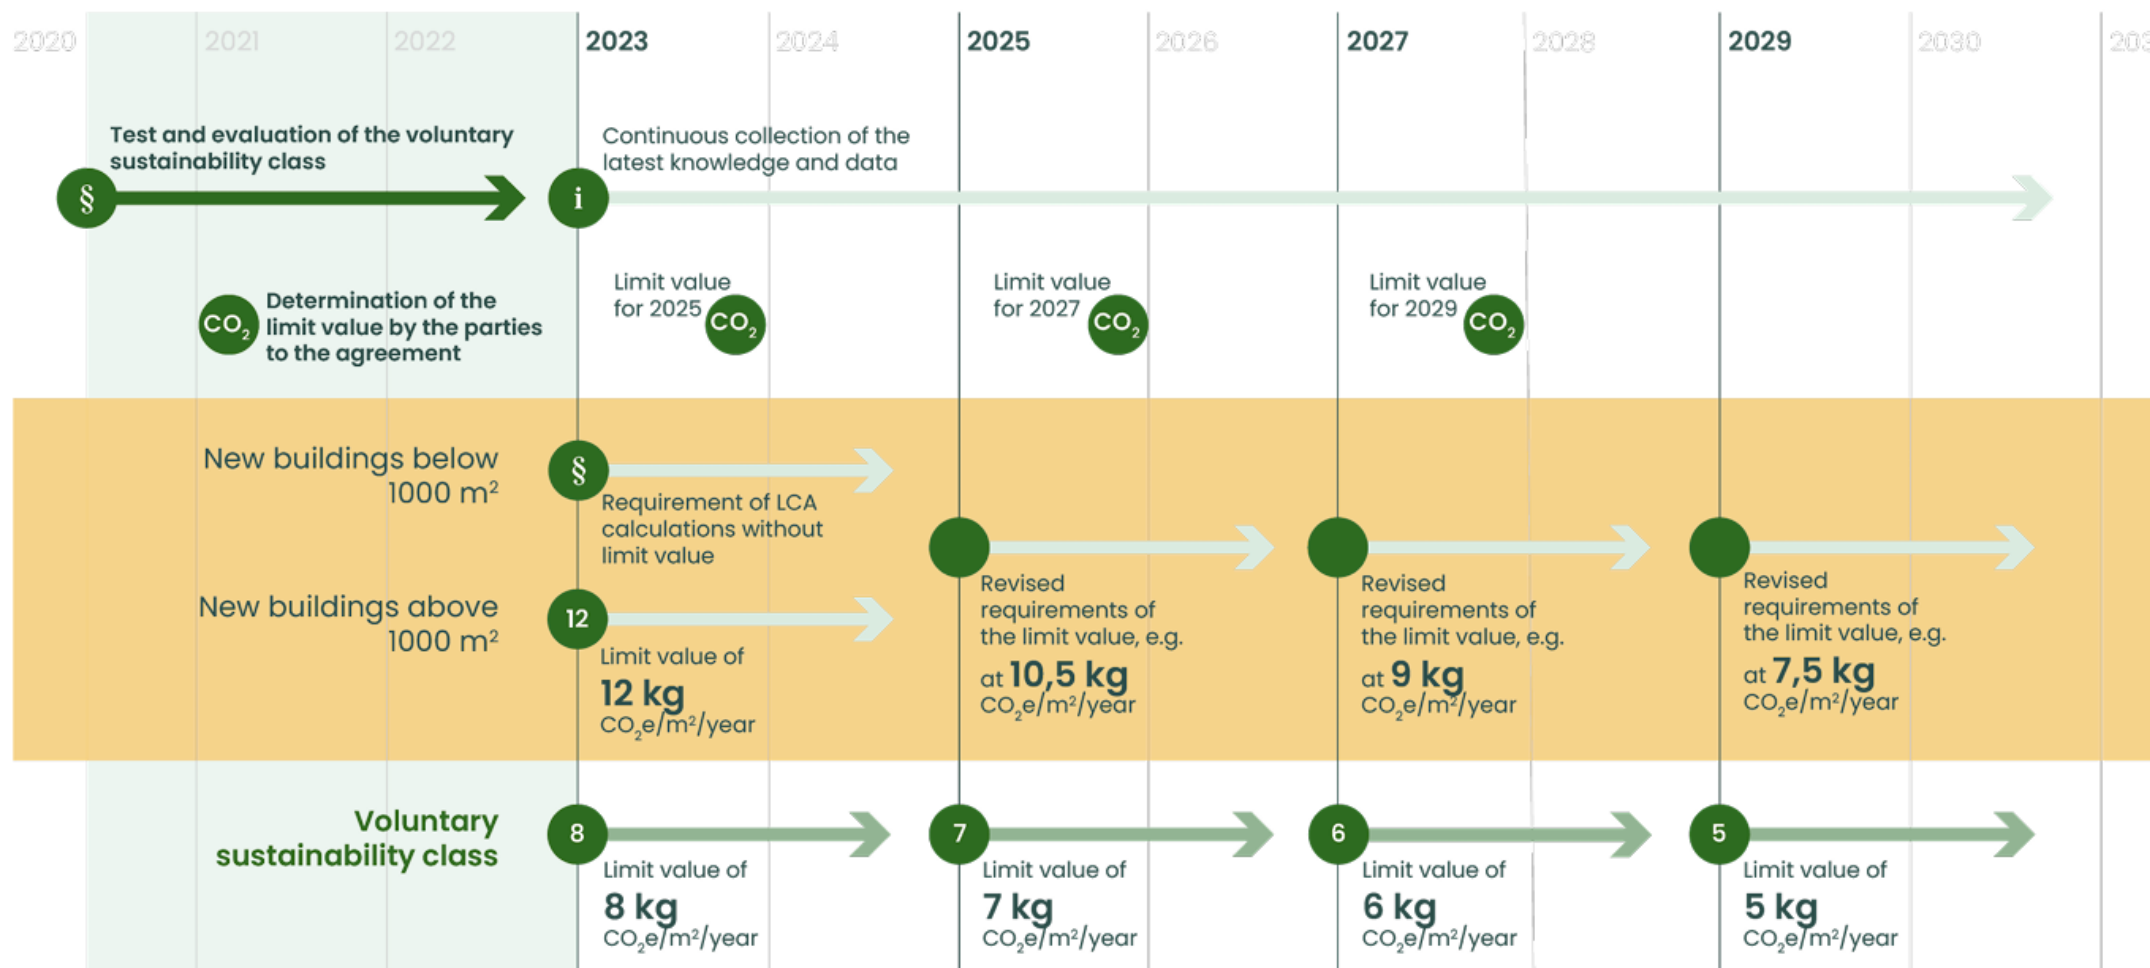 2020 2021 2022 2023 2024 2025 2026 2027 2028 2029 2030
Test and evaluation of the voluntary
sustainability class
§
Continuous collection of the
latest knowledge and data
i
CO₂
Determination of the
limit value by the parties
to the agreement
Limit value
for 2025
CO₂
Limit value
for 2027
CO₂
Limit value
for 2029
CO₂
New buildings below
1000 m²
§
Requirement of LCA
calculations without
limit value
New buildings above
1000 m²
12
Limit value of
12 kg
CO₂e/m²/year
Revised
requirements of
the limit value, e.g.
at 10,5 kg
CO₂e/m²/year
Revised
requirements of
the limit value, e.g.
at 9 kg
CO₂e/m²/year
Revised
requirements of
the limit value, e.g.
at 7,5 kg
CO₂e/m²/year
Voluntary
sustainability class
8
Limit value of
8 kg
CO₂e/m²/year
7
Limit value of
7 kg
CO₂e/m²/year
6
Limit value of
6 kg
CO₂e/m²/year
5
Limit value of
5 kg
CO₂e/m²/year